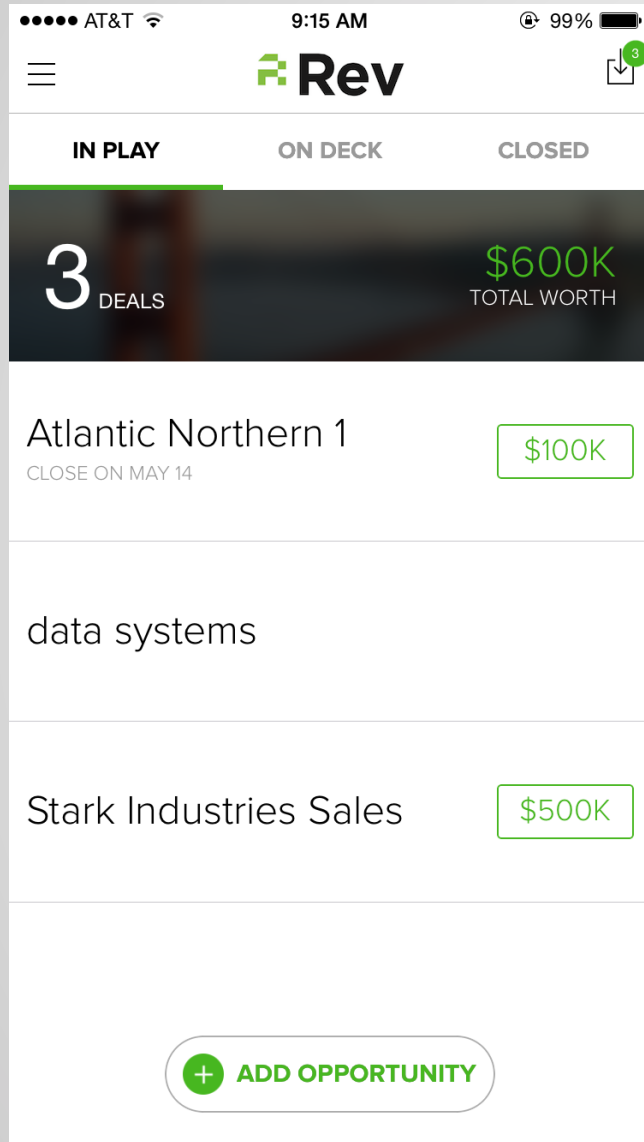 AT&T 9:15 AM 99%
Rev 3
IN PLAY ON DECK CLOSED
3 DEALS $600K
TOTAL WORTH
Atlantic Northern 1 $100K
CLOSE ON MAY 14
data systems
Stark Industries Sales $500K
+ ADD OPPORTUNITY